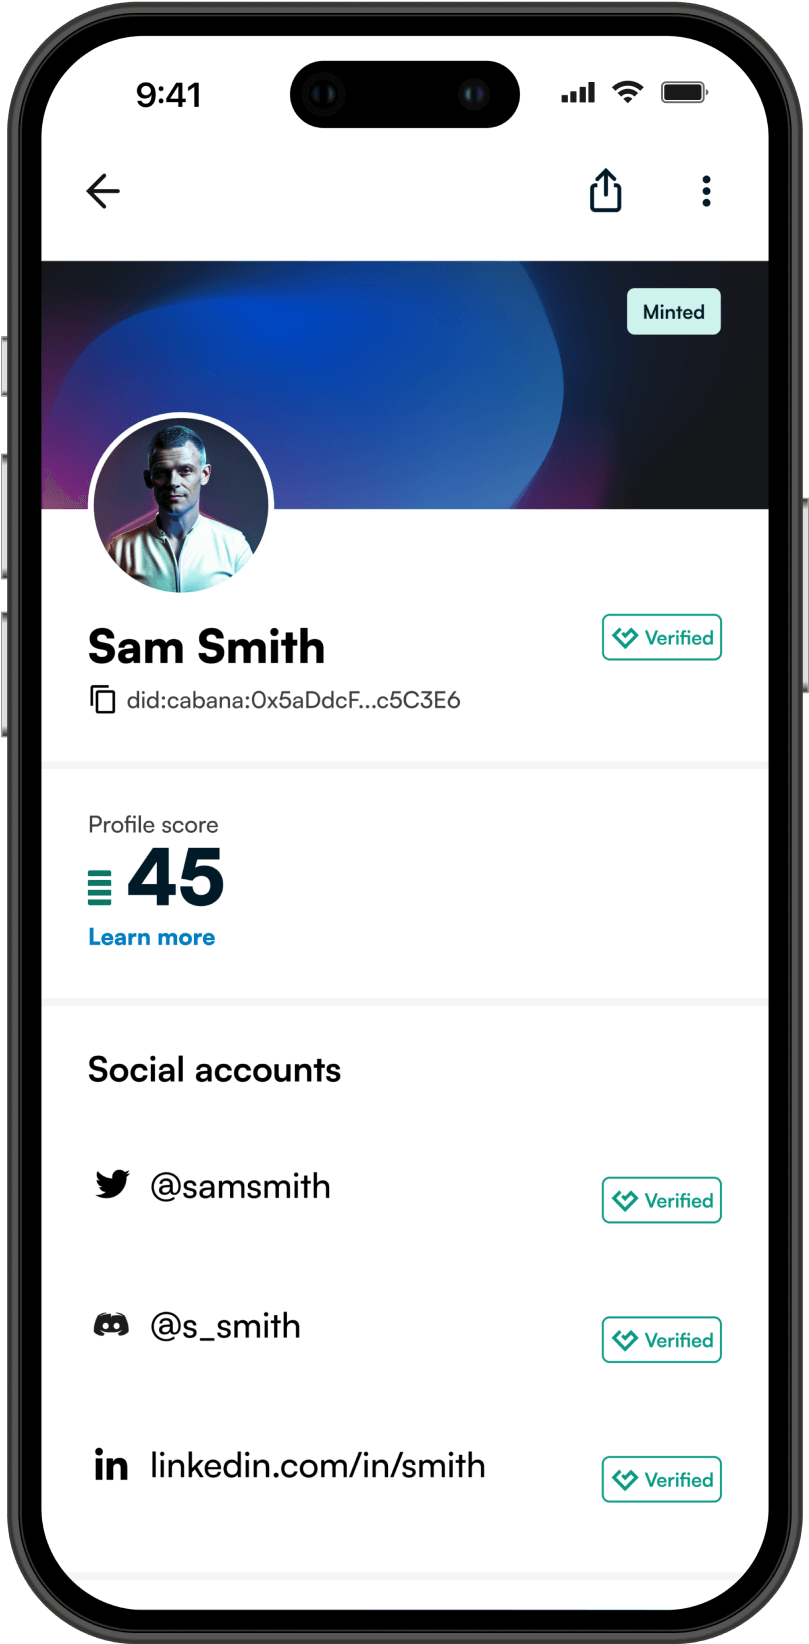 9:41
Minted
Sam Smith
Verified
did:cabana:0x5aDdcF...c5C3E6
Profile score
45
Learn more
Social accounts
@samsmith
Verified
@s_smith
Verified
in linkedin.com/in/smith
Verified